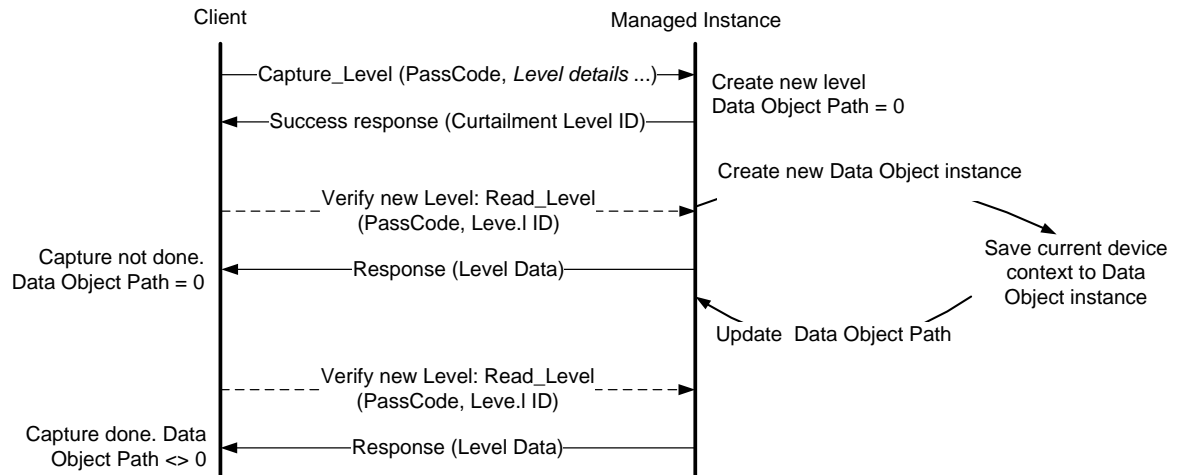 Client
Managed Instance
Capture_Level (PassCode, Level details ...)
Create new level
Data Object Path = 0
Success response (Curtailment Level ID)
Create new Data Object instance
Verify new Level: Read_Level
(PassCode, Leve.l ID)
Capture not done.
Data Object Path = 0
Response (Level Data)
Save current device
context to Data
Object instance
Update  Data Object Path
Verify new Level: Read_Level
(PassCode, Leve.l ID)
Capture done. Data
Object Path <> 0
Response (Level Data)